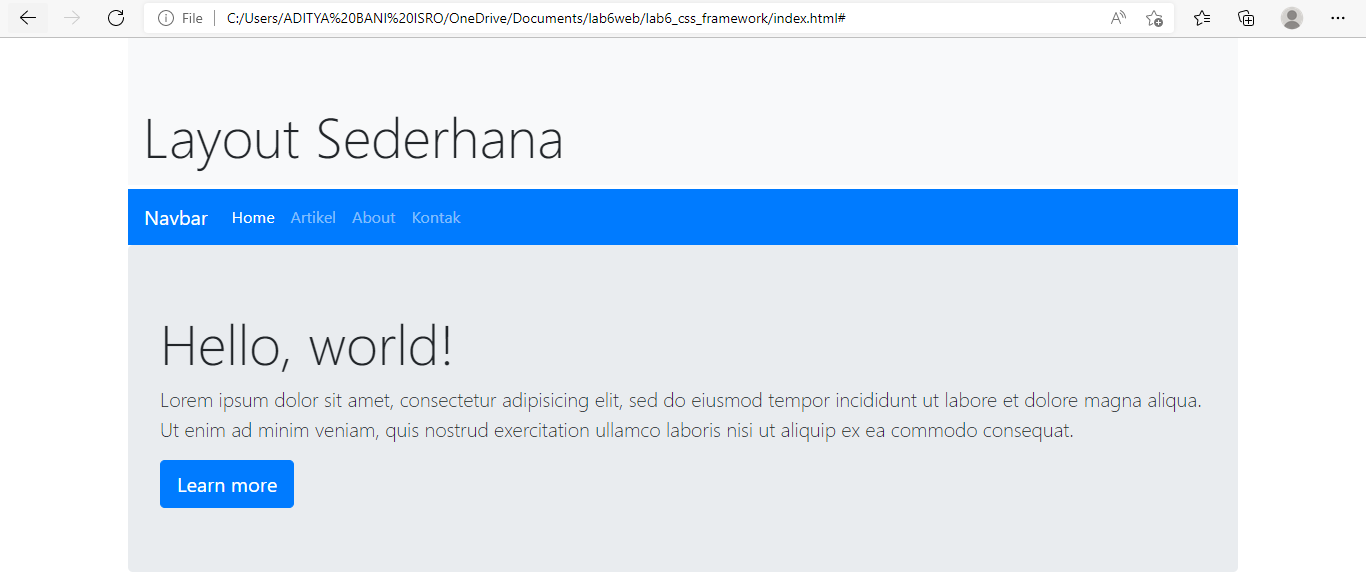 File | C:/Users/ADITYA%20BANI%20ISRO/OneDrive/Documents/lab6web/lab6_css_framework/index.html#
Layout Sederhana
Navbar Home Artikel About Kontak
Hello, world!
Lorem ipsum dolor sit amet, consectetur adipisicing elit, sed do eiusmod tempor incididunt ut labore et dolore magna aliqua.
Ut enim ad minim veniam, quis nostrud exercitation ullamco laboris nisi ut aliquip ex ea commodo consequat.
Learn more